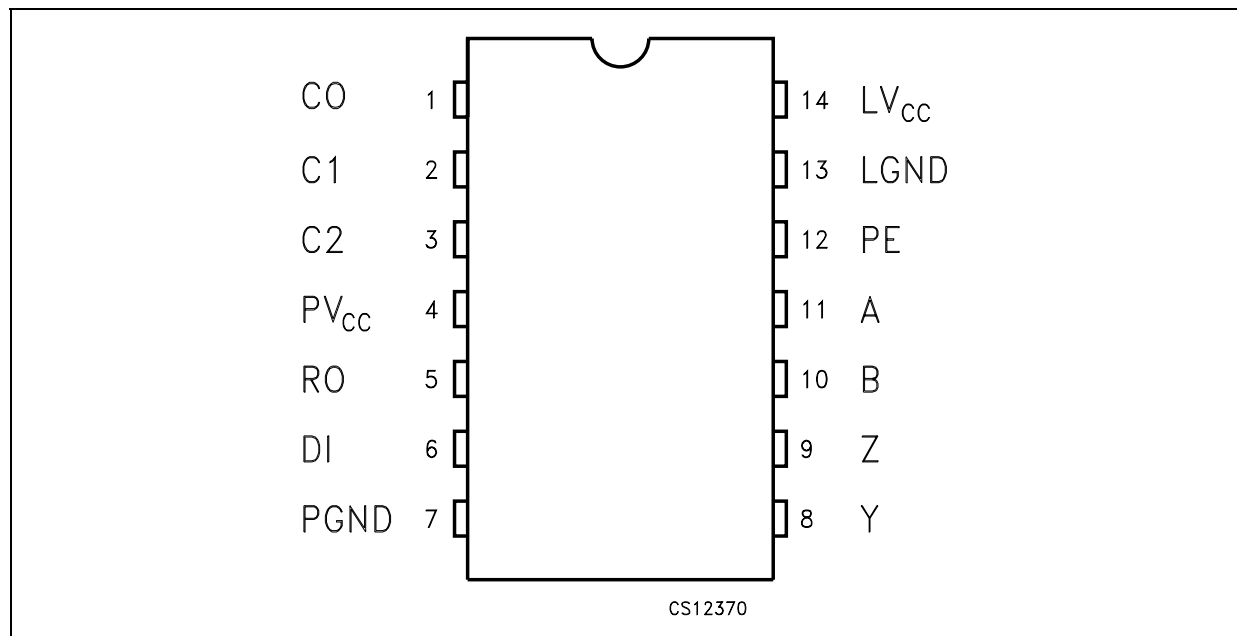 C0 1 14 LVCC
C1 2 13 LGND
C2 3 12 PE
PVCC 4 11 A
RO 5 10 B
DI 6 9 Z
PGND 7 8 Y
CS12370